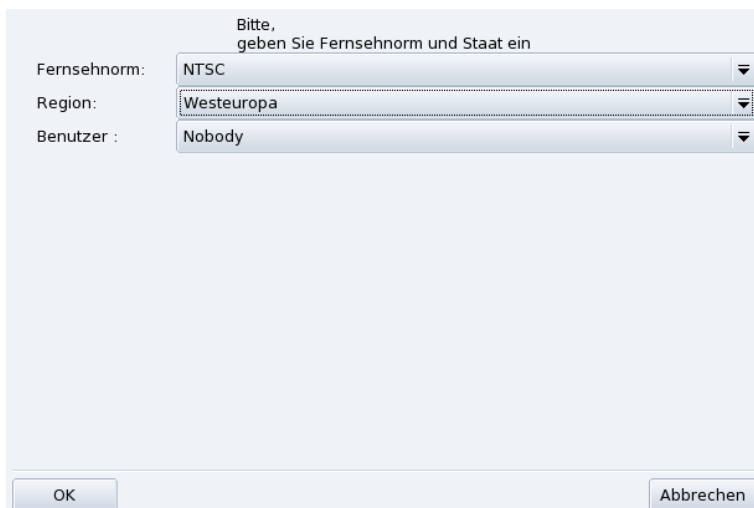 Bitte,
geben Sie Fernsehnorm und Staat ein
Fernsehnorm: NTSC
Region: Westeuropa
Benutzer : Nobody
OK Abbrechen